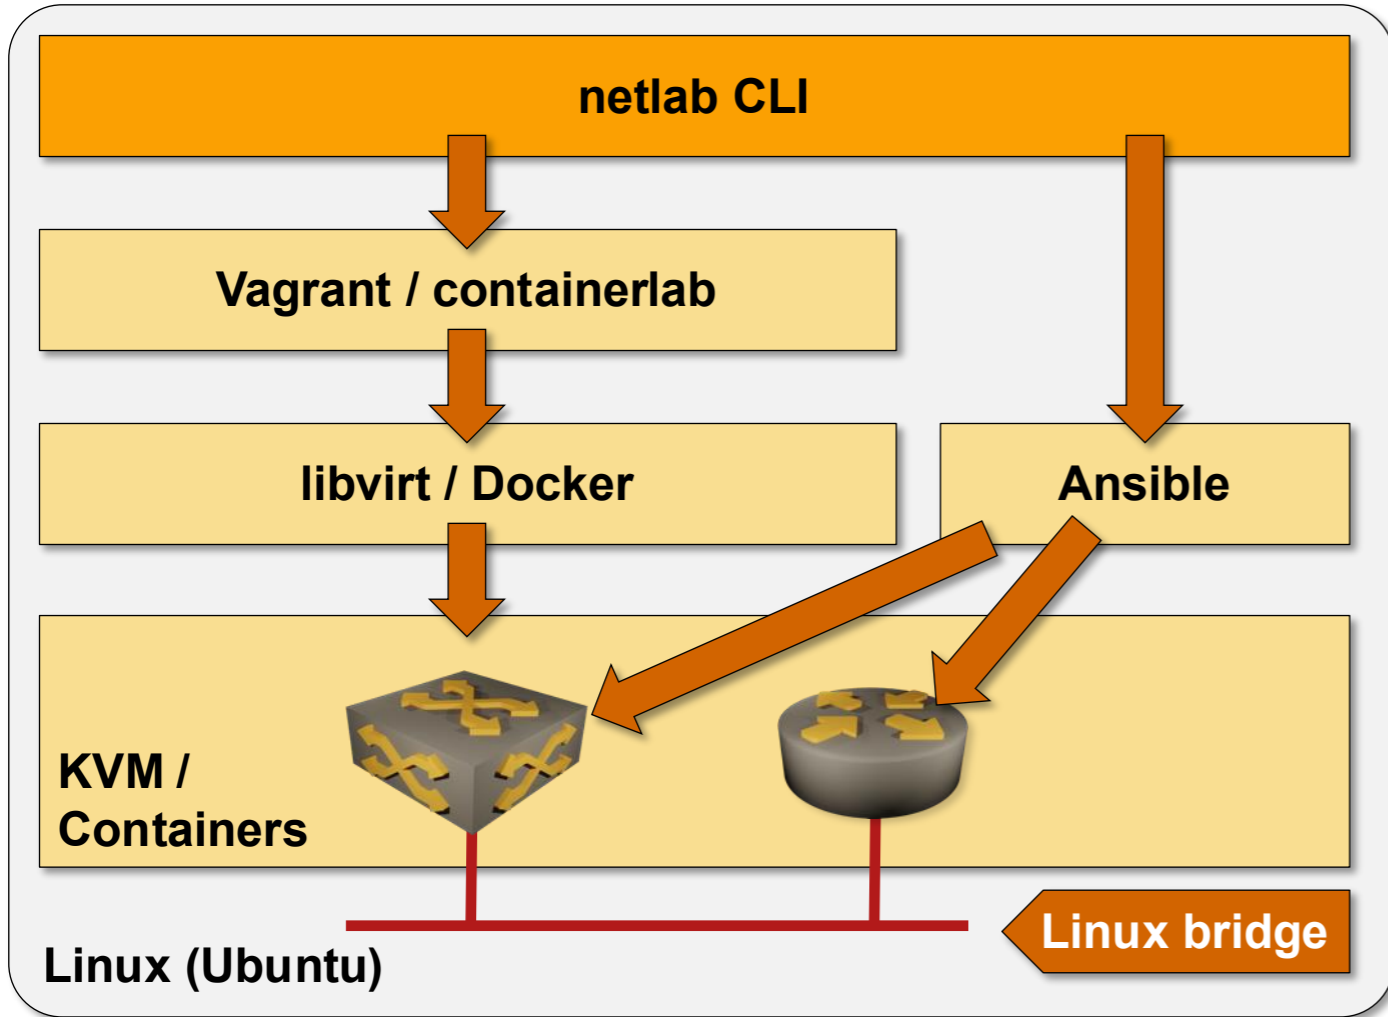 netlab CLI
Vagrant / containerlab
libvirt / Docker
Ansible
KVM /
Containers
Linux bridge
Linux (Ubuntu)